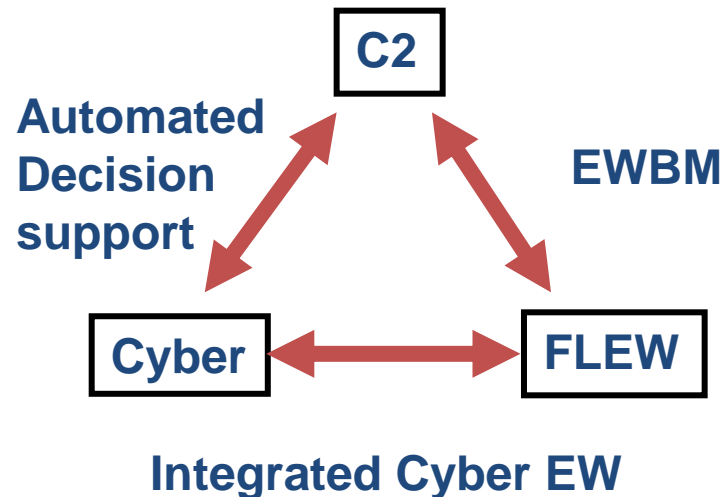 C2
Automated
Decision
support
EWBM
Cyber
FLEW
Integrated Cyber EW